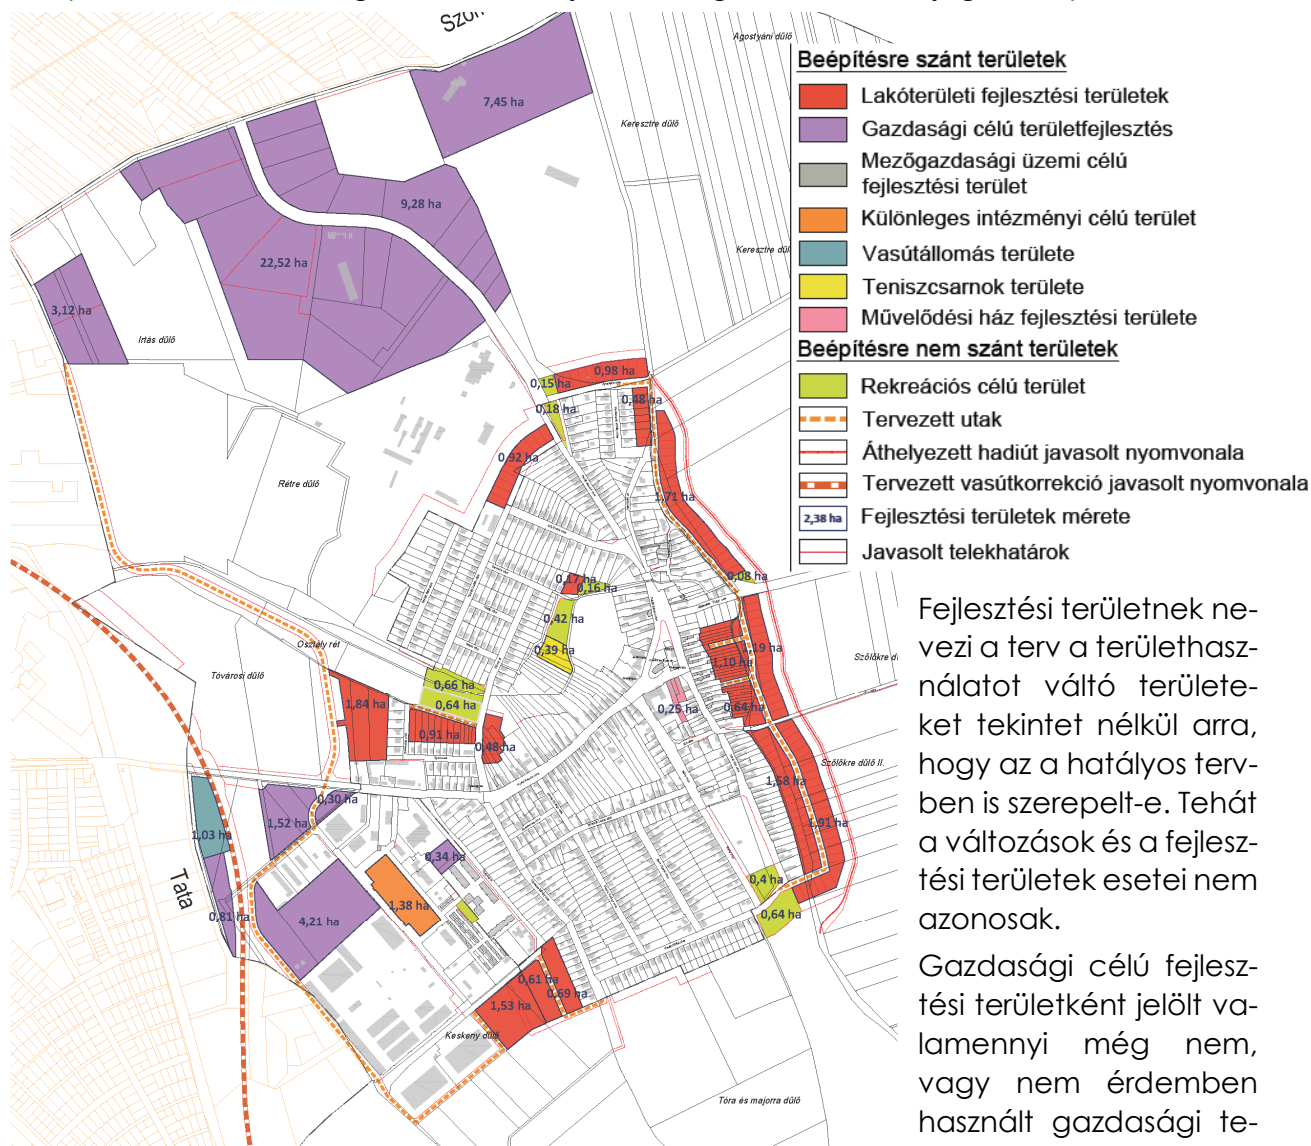 Agostyáni dűlő
7,45 ha
Keresztre dűlő
9,28 ha
22,52 ha
3,12 ha
Irtás dűlő
0,98 ha
0,15 ha
0,48 ha
0,18 ha
0,92 ha
Rétre dűlő
1,71 ha
0,17 ha
0,16 ha
0,08 ha
0,42 ha
0,39 ha
Osztály rét
Tóvárosi dűlő
0,66 ha
0,64 ha
1,84 ha
0,91 ha
0,48 ha
0,25 ha
1,19 ha
1,10 ha
0,64 ha
Szőlőkre dűlő II.
1,58 ha
1,91 ha
0,30 ha
1,52 ha
1,03 ha
0,34 ha
Tata
0,81 ha
4,21 ha
1,38 ha
0,4 ha
0,64 ha
0,61 ha
0,69 ha
1,53 ha
Keskeny dűlő
Tóra és majorra dűlő
Beépítésre szánt területek
Lakóterületi fejlesztési területek
Gazdasági célú területfejlesztés
Mezőgazdasági üzemi célú
fejlesztési terület
Különleges intézményi célú terület
Vasútállomás területe
Teniszcsarnok területe
Művelődési ház fejlesztési területe
Beépítésre nem szánt területek
Rekreációs célú terület
Tervezett utak
Áthelyezett hadiút javasolt nyomvonala
Tervezett vasútkorrekció javasolt nyomvonala
2,38 ha Fejlesztési területek mérete
Javasolt telekhatárok
Fejlesztési területnek ne-
vezi a terv a területhasz-
nálatot váltó területe-
ket tekintet nélkül arra,
hogy az a hatályos terv-
ben is szerepelt-e. Tehát
a változások és a fejlesz-
tési területek esetei nem
azonosak.
Gazdasági célú fejlesz-
tési területként jelölt va-
lamennyi még nem,
vagy nem érdemben
használt gazdasági te-